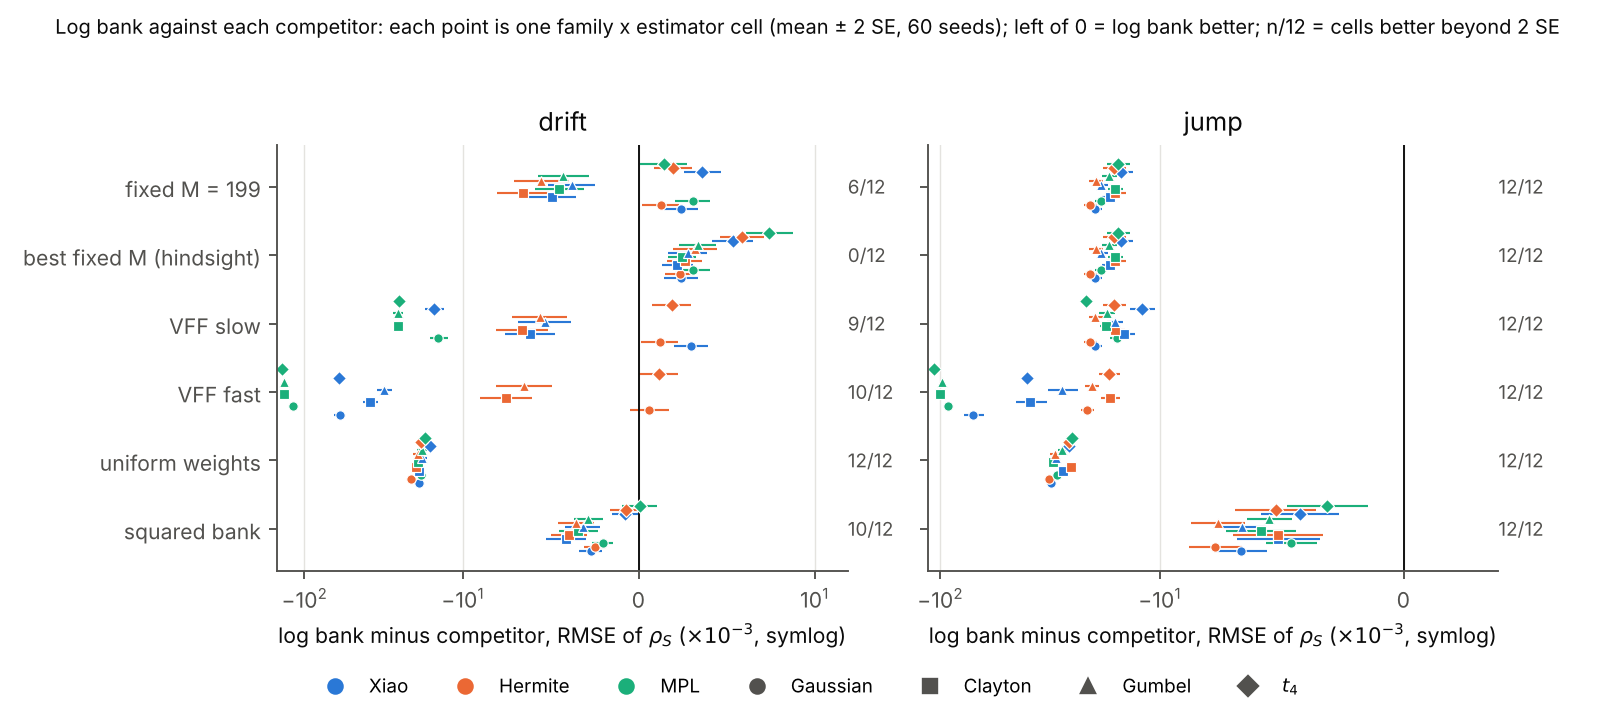 Log bank against each competitor: each point is one family x estimator cell (mean ± 2 SE, 60 seeds); left of 0 = log bank better; n/12 = cells better beyond 2 SE
drift
jump
fixed M = 199
6/12
12/12
best fixed M (hindsight)
0/12
12/12
VFF slow
9/12
12/12
VFF fast
10/12
12/12
uniform weights
12/12
12/12
squared bank
10/12
12/12
−10² −10¹ 0 10¹
−10² −10¹ 0
log bank minus competitor, RMSE of ρ_S (×10⁻³, symlog)
log bank minus competitor, RMSE of ρ_S (×10⁻³, symlog)
Xiao Hermite MPL Gaussian Clayton Gumbel t₄